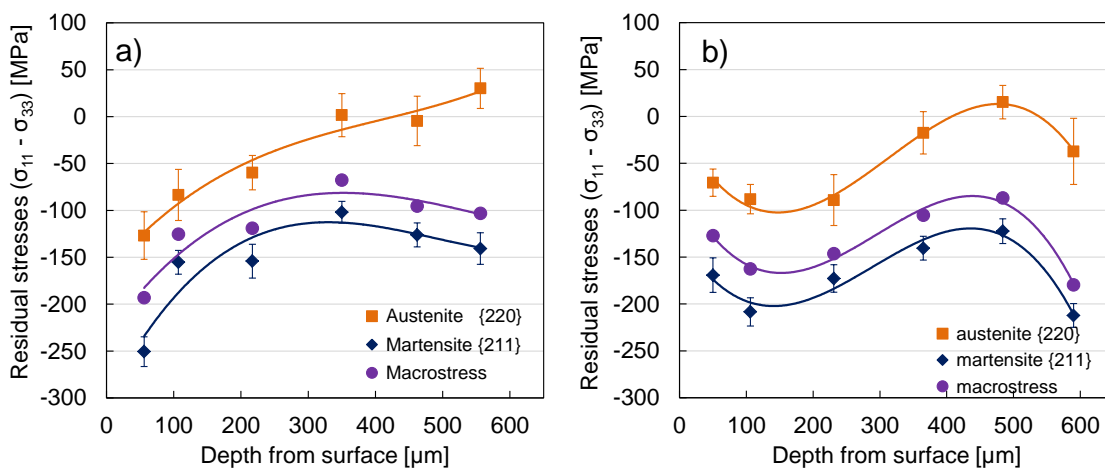 a)
Residual stresses (σ₁₁ - σ₃₃) [MPa]
100
50
0
-50
-100
-150
-200
-250
-300
Austenite {220}
Martensite {211}
Macrostress
0 100 200 300 400 500 600
Depth from surface [µm]
b)
Residual stresses (σ₁₁ - σ₃₃) [MPa]
100
50
0
-50
-100
-150
-200
-250
-300
austenite {220}
martensite {211}
macrostress
0 100 200 300 400 500 600
Depth from surface [µm]